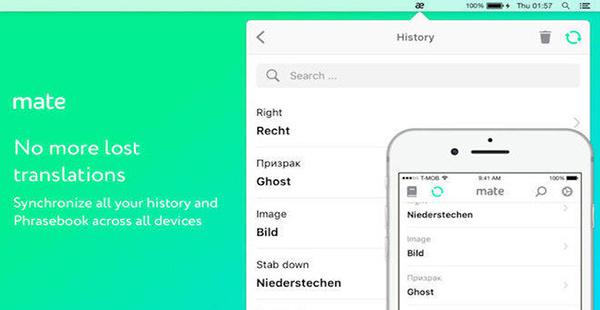 æ 100% Thu 01:57
History
Search ...
mate
No more lost
translations
Synchronize all your history and
Phrasebook across all devices
Right
Recht
Призрак
Ghost
Image
Bild
Stab down
Niederstechen
T-MOB 9:41 AM 100%
mate
Niederstechen
Image
Bild
Призрак
Ghost